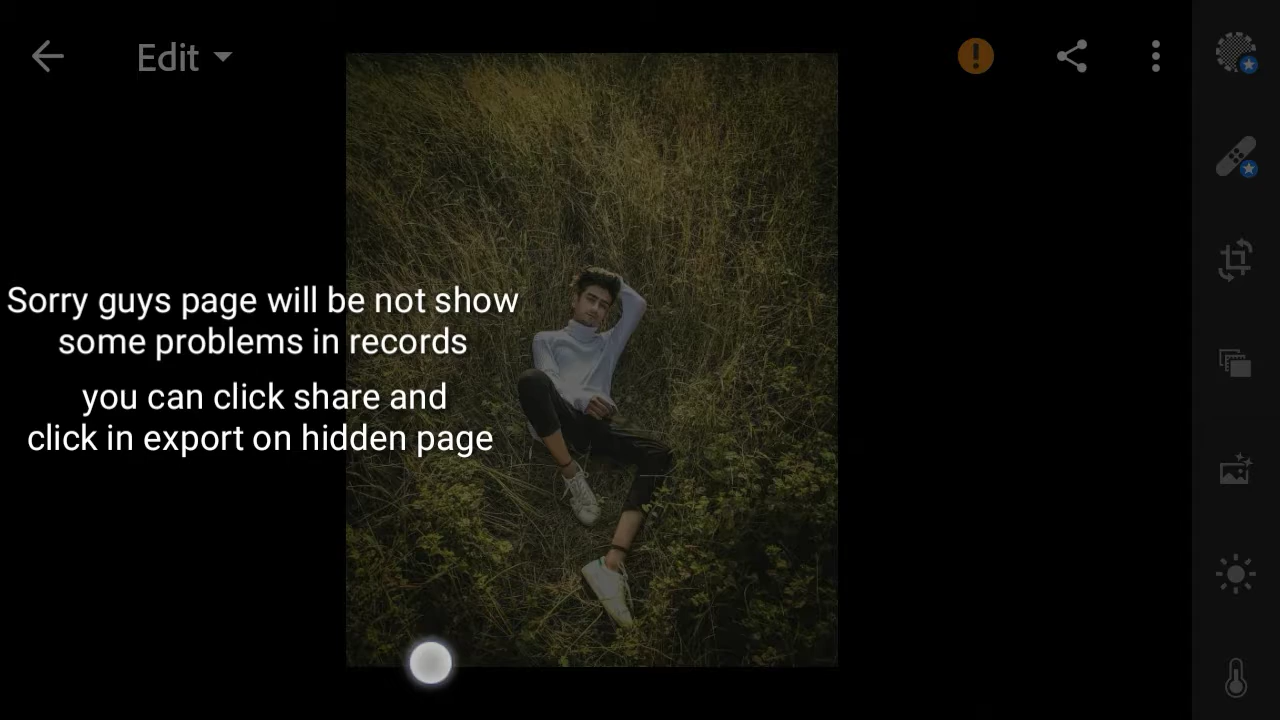 Edit
Sorry guys page will be not show
some problems in records
you can click share and
click in export on hidden page